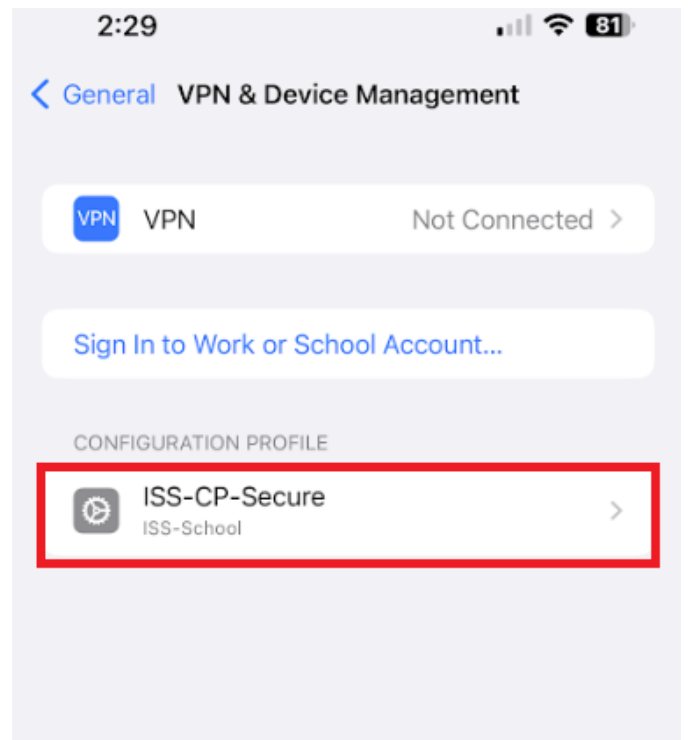 2:29 81
General VPN & Device Management
VPN VPN Not Connected
Sign In to Work or School Account...
CONFIGURATION PROFILE
ISS-CP-Secure
ISS-School